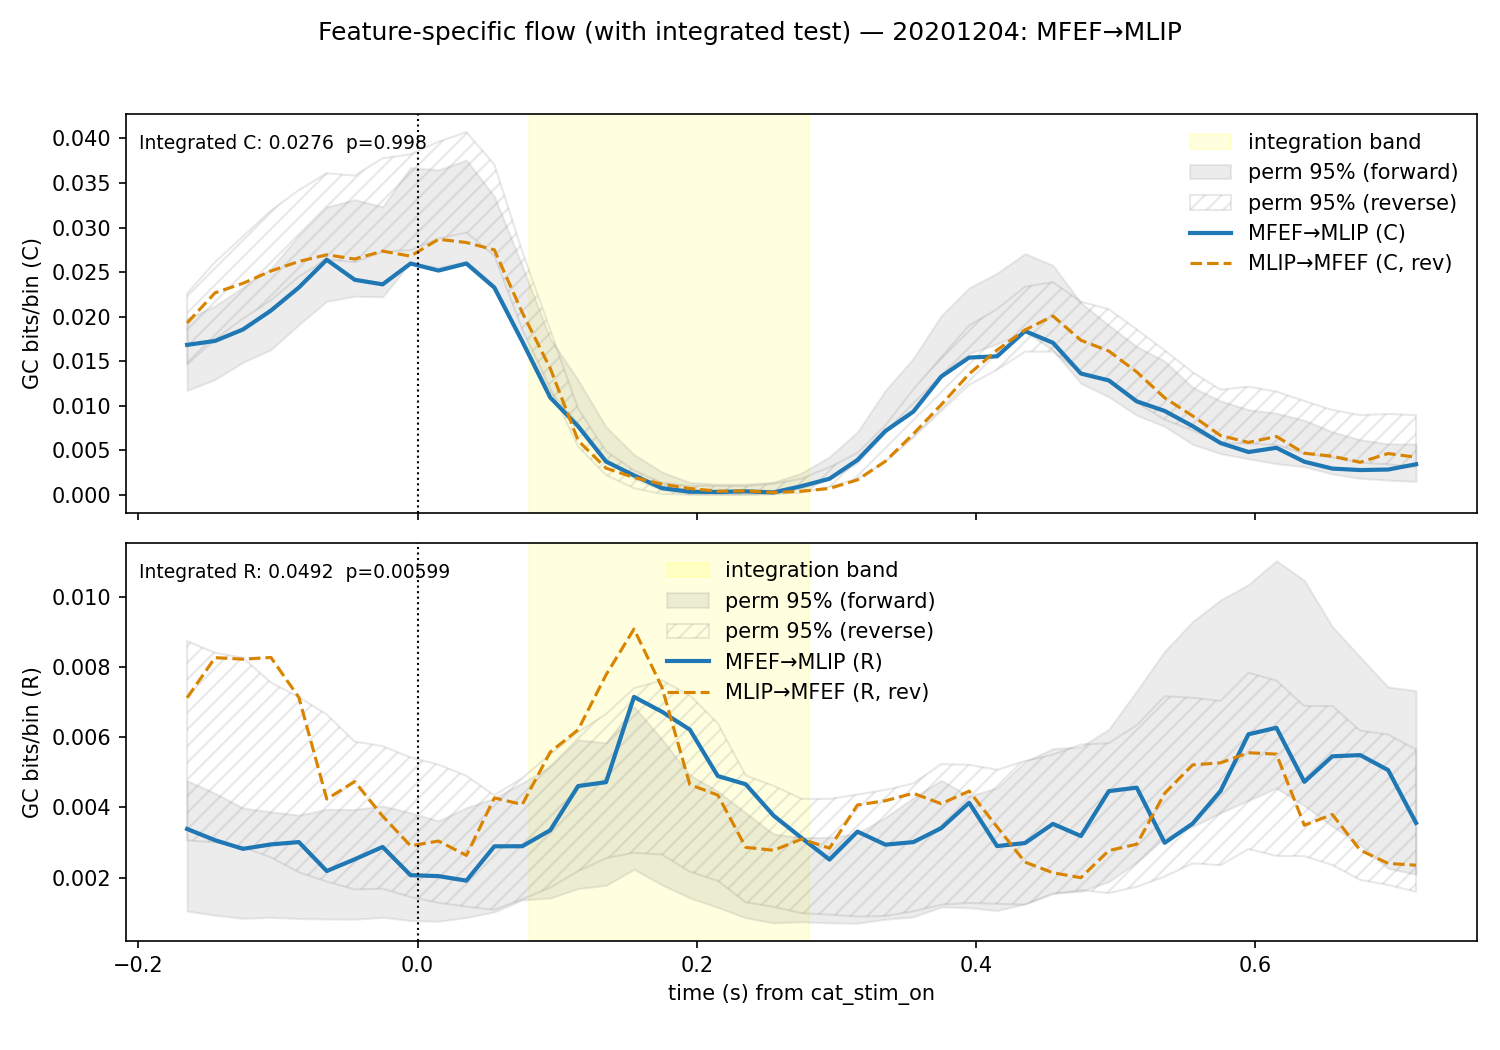 Feature-specific flow (with integrated test) — 20201204: MFEF→MLIP
Integrated C: 0.0276  p=0.998
integration band
perm 95% (forward)
perm 95% (reverse)
MFEF→MLIP (C)
MLIP→MFEF (C, rev)
GC bits/bin (C)
0.040
0.035
0.030
0.025
0.020
0.015
0.010
0.005
0.000
Integrated R: 0.0492  p=0.00599
integration band
perm 95% (forward)
perm 95% (reverse)
MFEF→MLIP (R)
MLIP→MFEF (R, rev)
GC bits/bin (R)
0.010
0.008
0.006
0.004
0.002
−0.2
0.0
0.2
0.4
0.6
time (s) from cat_stim_on